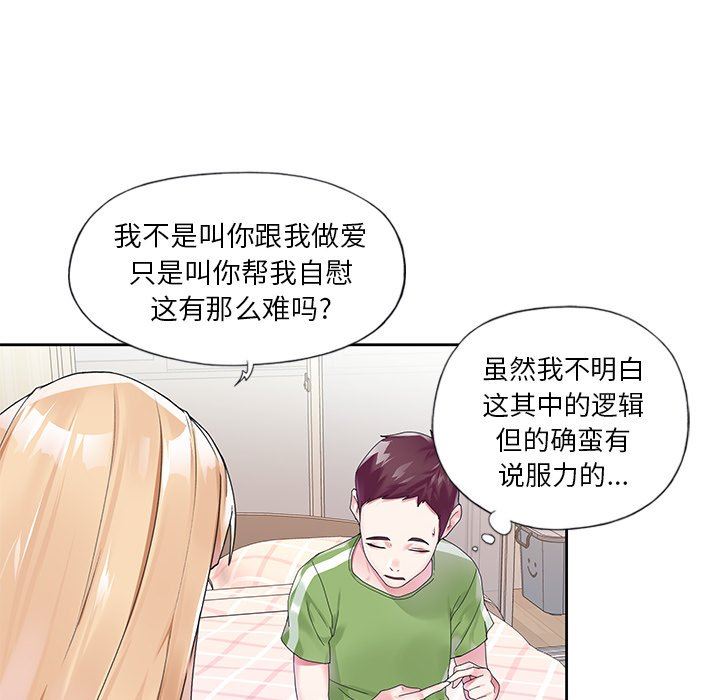 我不是叫你跟我做爱
只是叫你帮我自慰
这有那么难吗?
虽然我不明白
这其中的逻辑
但的确蛮有
说服力的...